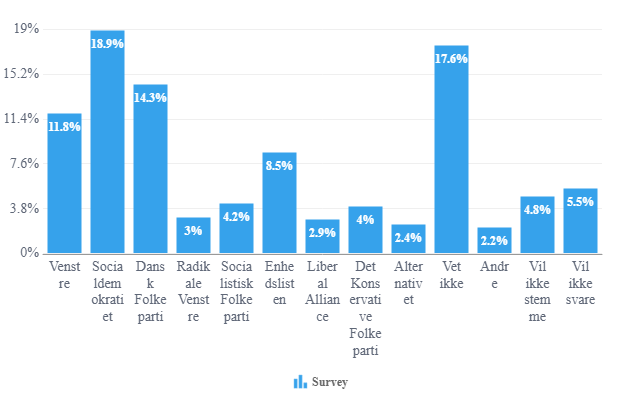 19%
15.2%
11.4%
7.6%
3.8%
0%
11.8%
18.9%
14.3%
3%
4.2%
8.5%
2.9%
4%
2.4%
17.6%
2.2%
4.8%
5.5%
Venst
re
Socia
ldem
okrati
et
Dans
k
Folke
parti
Radik
ale
Venst
re
Socia
listisk
Folke
parti
Enhe
dslist
en
Liber
al
Allian
ce
Det
Kons
ervati
ve
Folke
parti
Alter
nativ
et
Vet
ikke
Andr
e
Vil
ikke
stem
me
Vil
ikke
svare
Survey